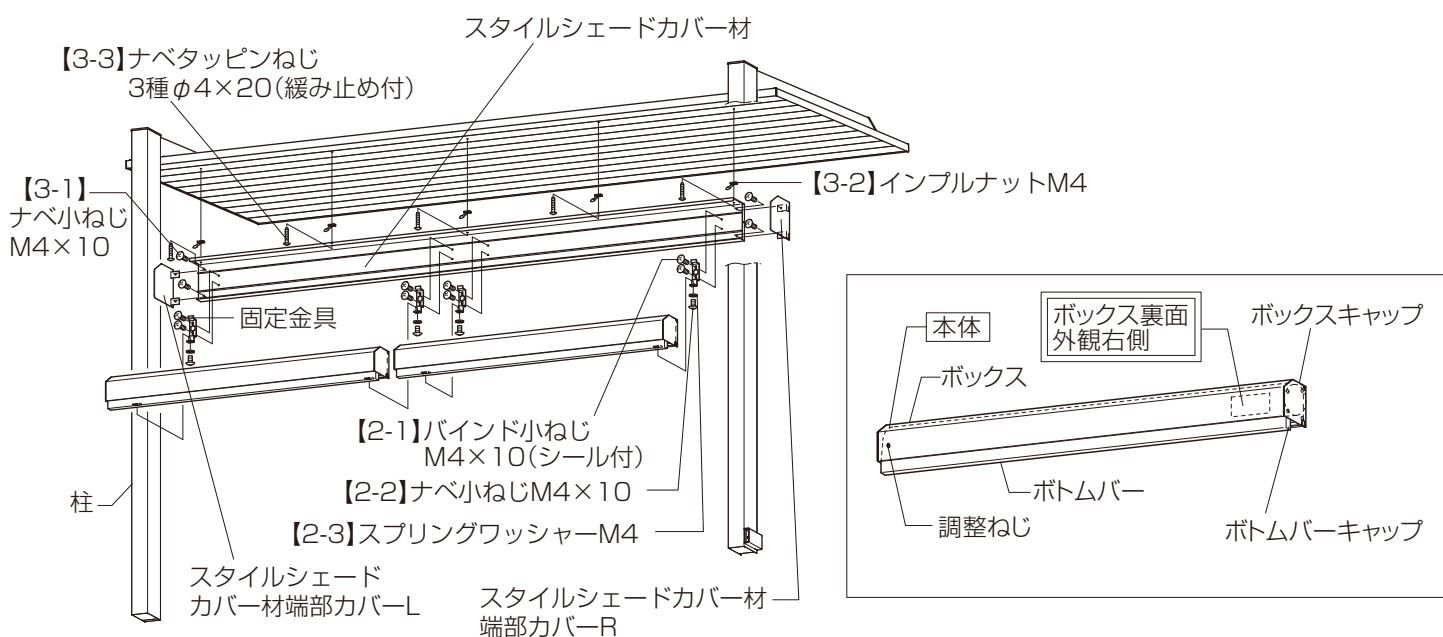 スタイルシェードカバー材
【3-3】ナベタッピンねじ
3種φ4×20(緩み止め付)
【3-1】
ナベ小ねじ
M4×10
【3-2】インプルナットM4
固定金具
【2-1】バインド小ねじ
M4×10(シール付)
【2-2】ナベ小ねじM4×10
【2-3】スプリングワッシャーM4
柱
スタイルシェード
カバー材端部カバーL
スタイルシェードカバー材
端部カバーR
本体
ボックス裏面
外観右側
ボックスキャップ
ボックス
ボトムバー
調整ねじ
ボトムバーキャップ